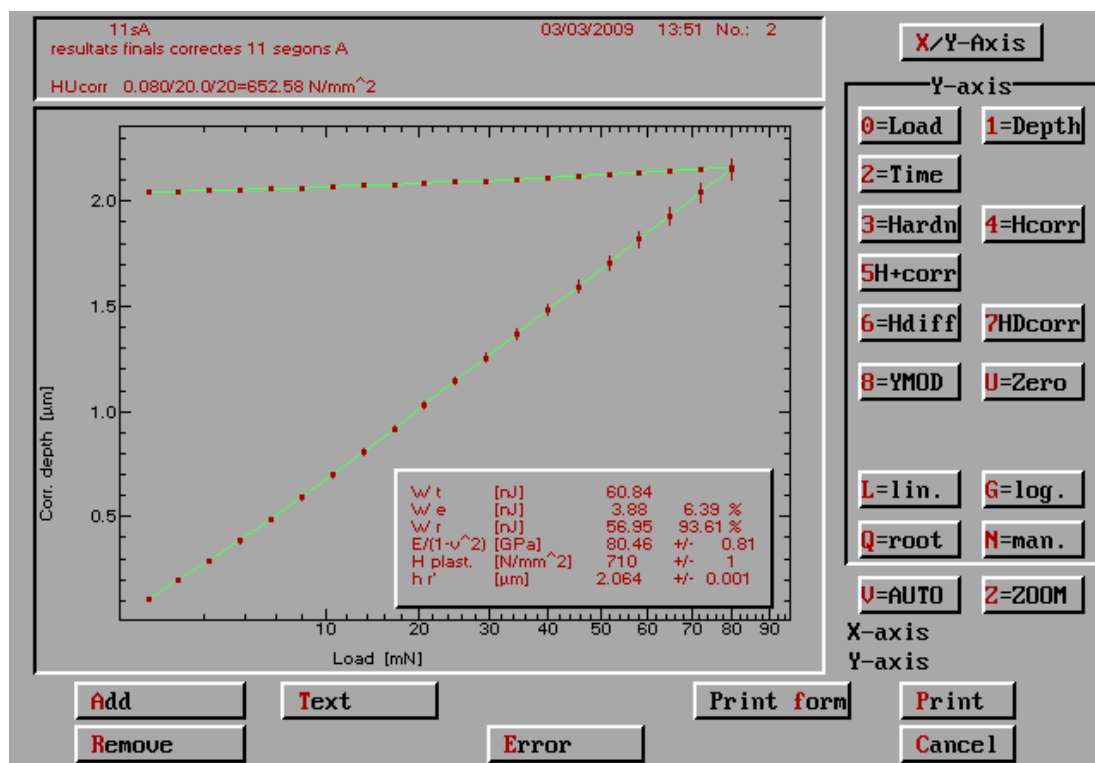 11sA 03/03/2009 13:51 No.: 2
resultats finals correctes 11 segons A
HUcorr 0.080/20.0/20=652.58 N/mm^2
X/Y-Axis
Y-axis
0=Load 1=Depth
2=Time
3=Hardn 4=Hcorr
5H+corr
6=Hdiff 7HDcorr
8=YMOD U=Zero
L=lin. G=log.
Q=root N=man.
V=AUTO Z=ZOOM
X-axis
Y-axis
Corr. depth [µm]
2.0
1.5
1.0
0.5
W t [nJ] 60.84
W e [nJ] 3.88 6.39 %
W r [nJ] 56.95 93.61 %
E/(1-v^2) [GPa] 80.46 +/- 0.81
H plast. [N/mm^2] 710 +/- 1
h r' [µm] 2.064 +/- 0.001
10 20 30 40 50 60 70 80 90
Load [mN]
Add Text Print form Print
Remove Error Cancel